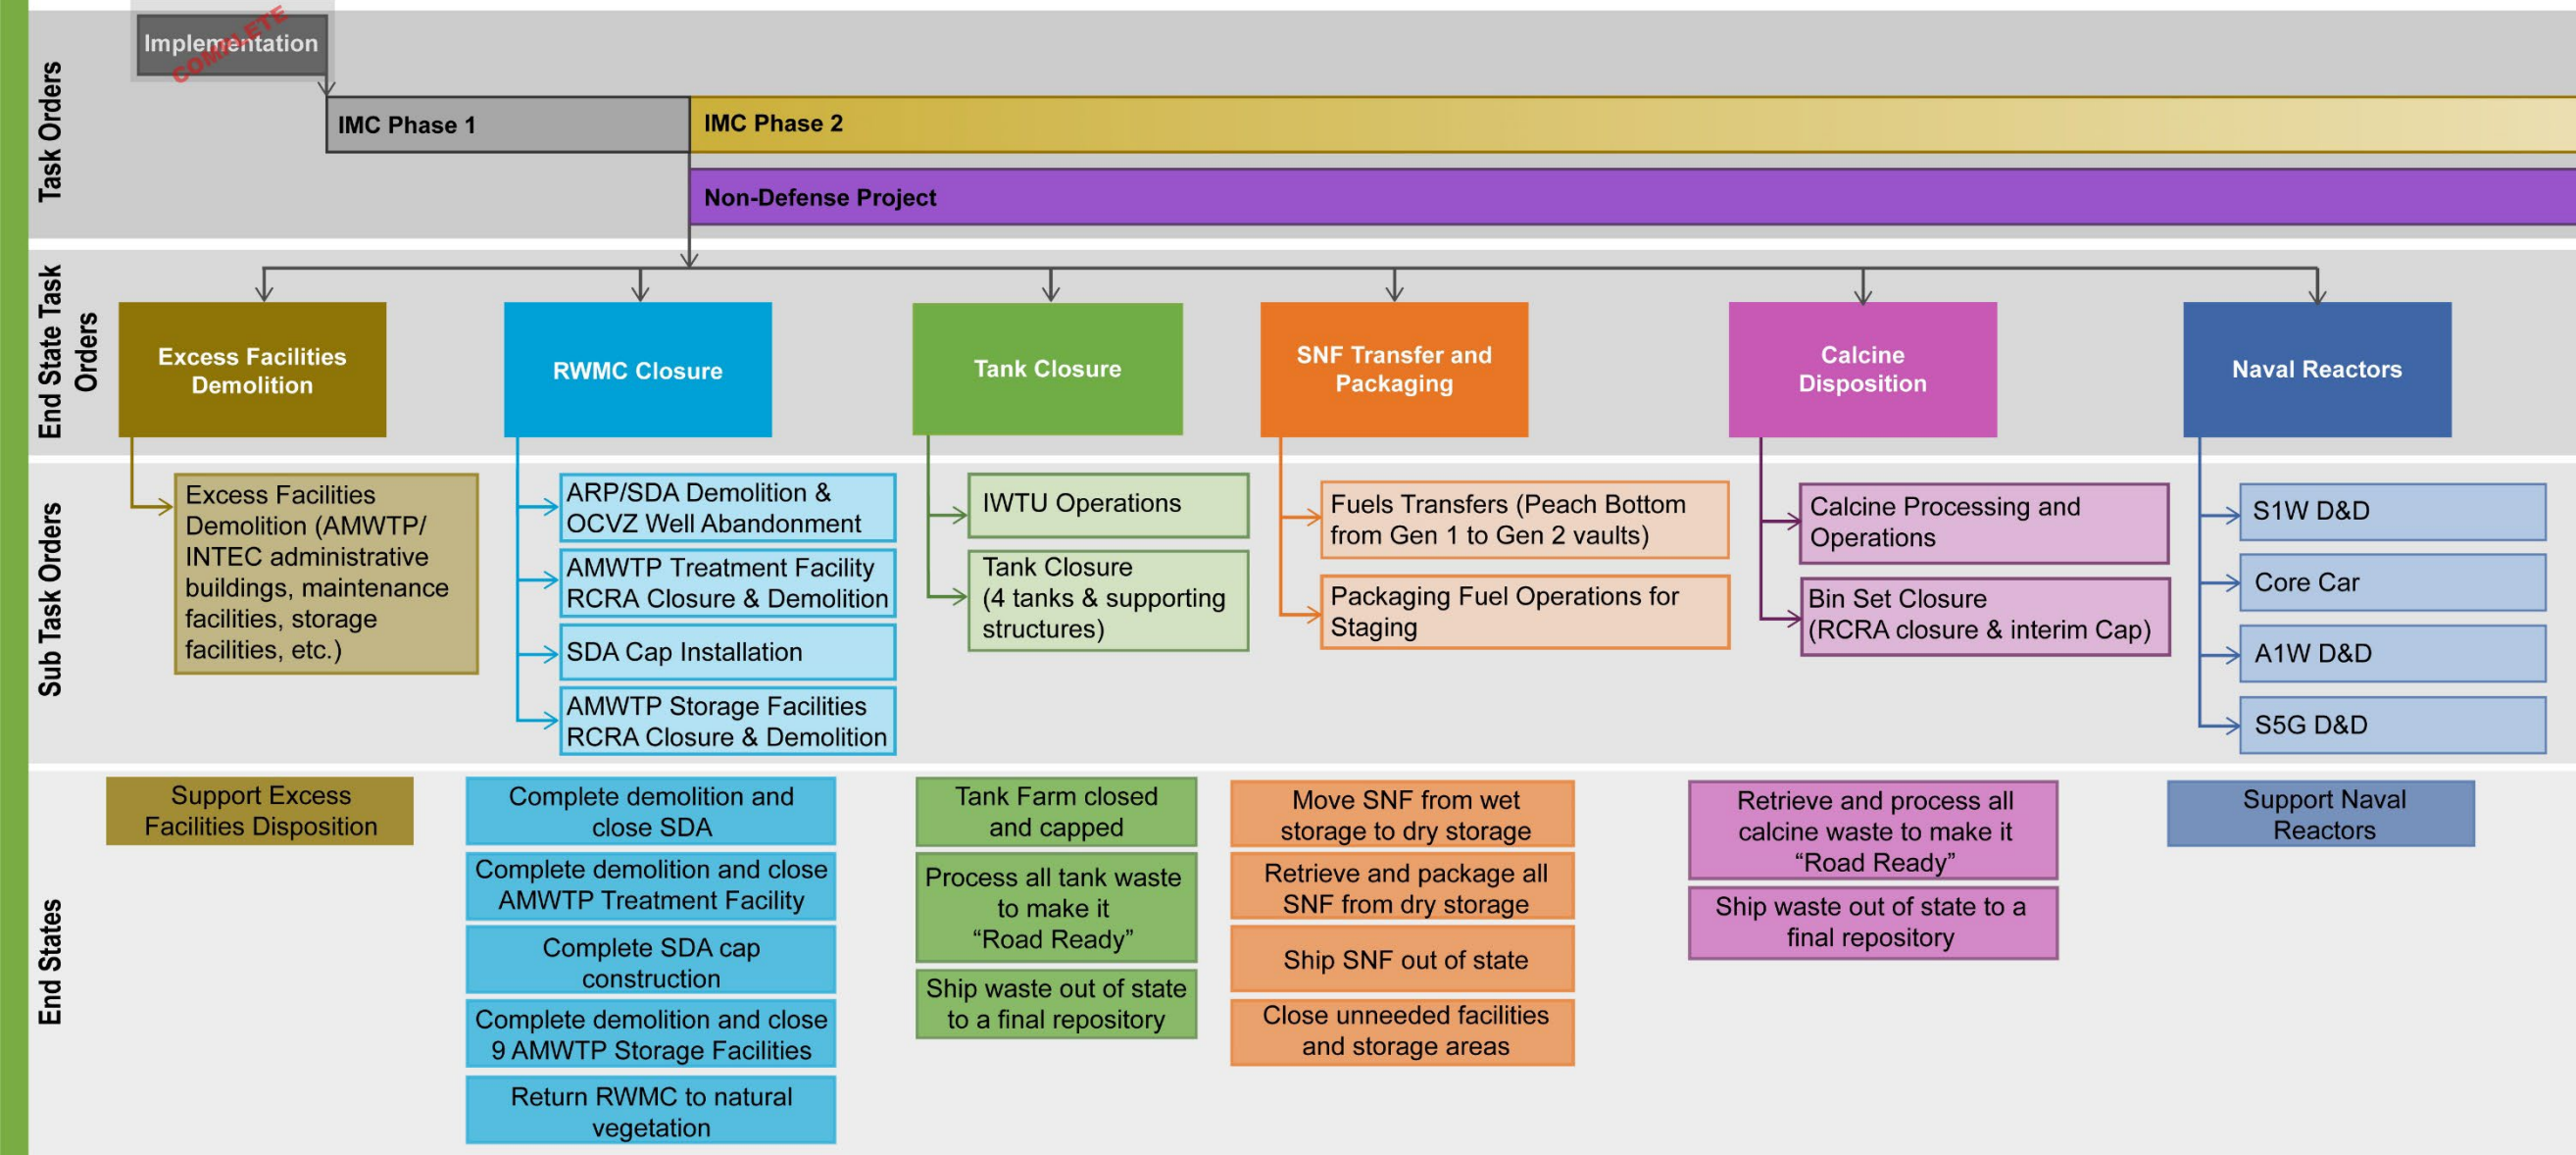 Task Orders
Implementation
COMPLETE
IMC Phase 1
IMC Phase 2
Non-Defense Project
End State Task
Orders
Excess Facilities
Demolition
RWMC Closure
Tank Closure
SNF Transfer and
Packaging
Calcine
Disposition
Naval Reactors
Sub Task Orders
Excess Facilities
Demolition (AMWTP/
INTEC administrative
buildings, maintenance
facilities, storage
facilities, etc.)
ARP/SDA Demolition &
OCVZ Well Abandonment
AMWTP Treatment Facility
RCRA Closure & Demolition
SDA Cap Installation
AMWTP Storage Facilities
RCRA Closure & Demolition
IWTU Operations
Tank Closure
(4 tanks & supporting
structures)
Fuels Transfers (Peach Bottom
from Gen 1 to Gen 2 vaults)
Packaging Fuel Operations for
Staging
Calcine Processing and
Operations
Bin Set Closure
(RCRA closure & interim Cap)
S1W D&D
Core Car
A1W D&D
S5G D&D
End States
Support Excess
Facilities Disposition
Complete demolition and
close SDA
Complete demolition and close
AMWTP Treatment Facility
Complete SDA cap
construction
Complete demolition and close
9 AMWTP Storage Facilities
Return RWMC to natural
vegetation
Tank Farm closed
and capped
Process all tank waste
to make it
“Road Ready”
Ship waste out of state
to a final repository
Move SNF from wet
storage to dry storage
Retrieve and package all
SNF from dry storage
Ship SNF out of state
Close unneeded facilities
and storage areas
Retrieve and process all
calcine waste to make it
“Road Ready”
Ship waste out of state to a
final repository
Support Naval
Reactors